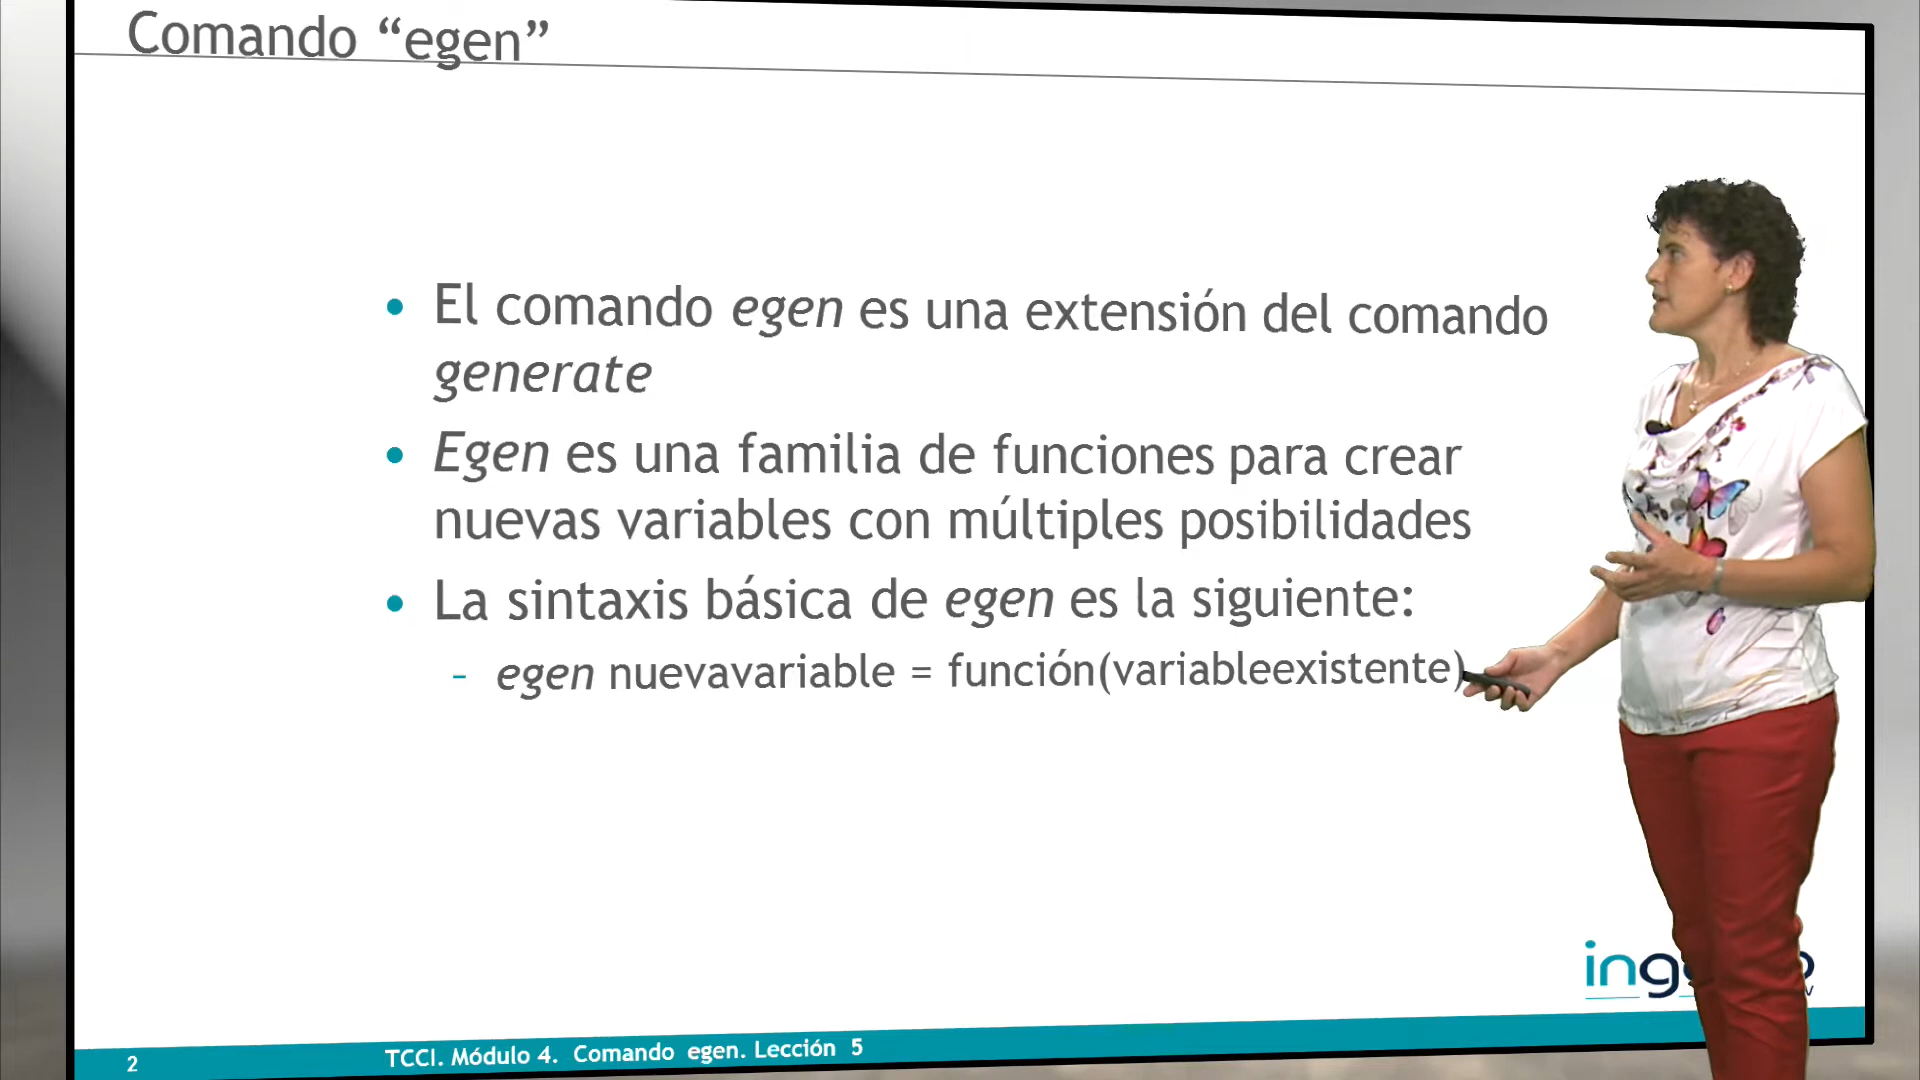 Comando “egen”
• El comando egen es una extensión del comando
generate
• Egen es una familia de funciones para crear
nuevas variables con múltiples posibilidades
• La sintaxis básica de egen es la siguiente:
– egen nuevavariable = función(variableexistente)
2
TCCI. Módulo 4. Comando egen. Lección 5